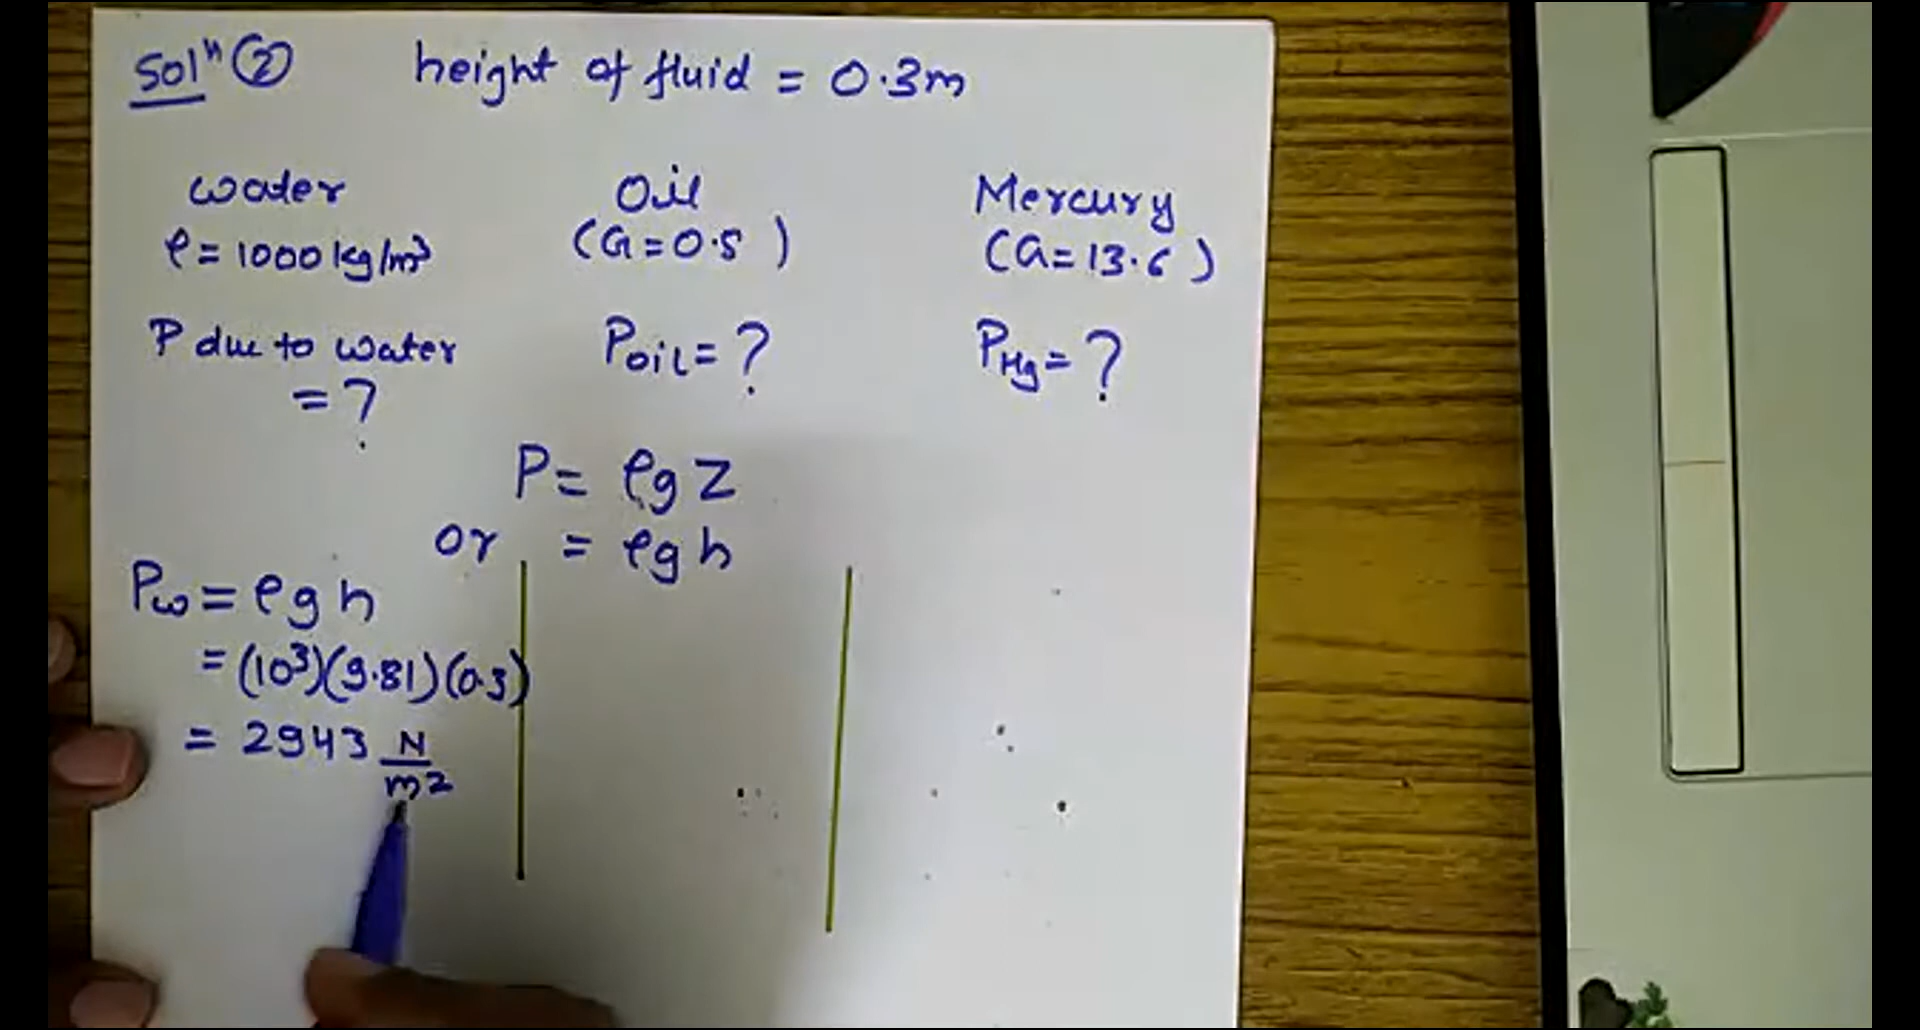 Solⁿ ② height of fluid = 0.3m
Water Oil Mercury
ρ = 1000 kg/m³ (G = 0.5 ) (G = 13.6 )
P due to water P_oil = ? P_Hg = ?
= ?
P = ρgZ
or = ρgh
P_w = ρgh
= (10³)(9.81)(0.3)
= 2943 N/m²